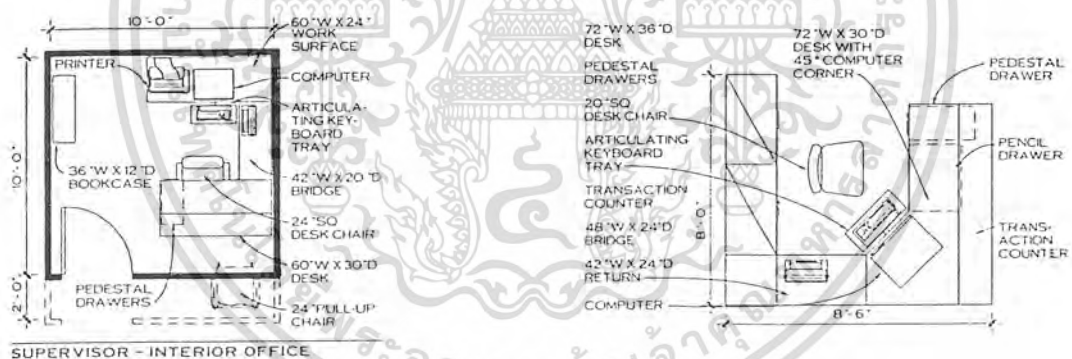 10'-0"
60"W X 24"
WORK
SURFACE
PRINTER
COMPUTER
ARTICULA-
TING KEY-
BOARD
TRAY
10'-0"
36"W X 12"D
BOOKCASE
42"W X 20"D
BRIDGE
24"SQ
DESK CHAIR
60"W X 30"D
DESK
PEDESTAL
DRAWERS
24"PULL-UP
CHAIR
2'-0"
SUPERVISOR - INTERIOR OFFICE
72"W X 36"D
DESK
PEDESTAL
DRAWERS
20"SQ
DESK CHAIR
ARTICULATING
KEYBOARD
TRAY
TRANSACTION
COUNTER
48"W X 24"D
BRIDGE
42"W X 24"D
RETURN
COMPUTER
8'-0"
72"W X 30"D
DESK WITH
45° COMPUTER
CORNER
PEDESTAL
DRAWER
PENCIL
DRAWER
TRANS-
ACTION
COUNTER
8'-6"